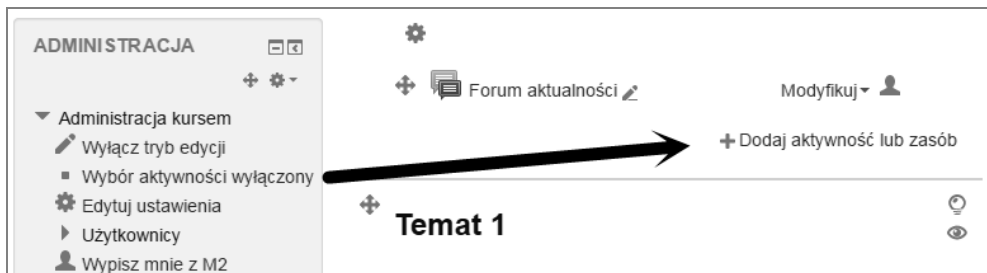 ADMINISTRACJA
Administracja kursem
Wyłącz tryb edycji
Wybór aktywności wyłączony
Edytuj ustawienia
Użytkownicy
Wypisz mnie z M2
Forum aktualności
Modyfikuj
Dodaj aktywność lub zasób
Temat 1